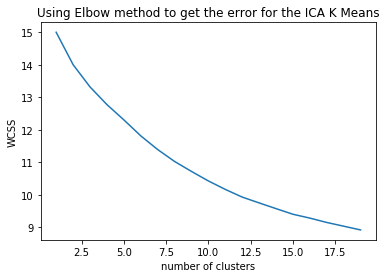 Using Elbow method to get the error for the ICA K Means
15
14
13
12
11
10
9
WCSS
2.5 5.0 7.5 10.0 12.5 15.0 17.5
number of clusters